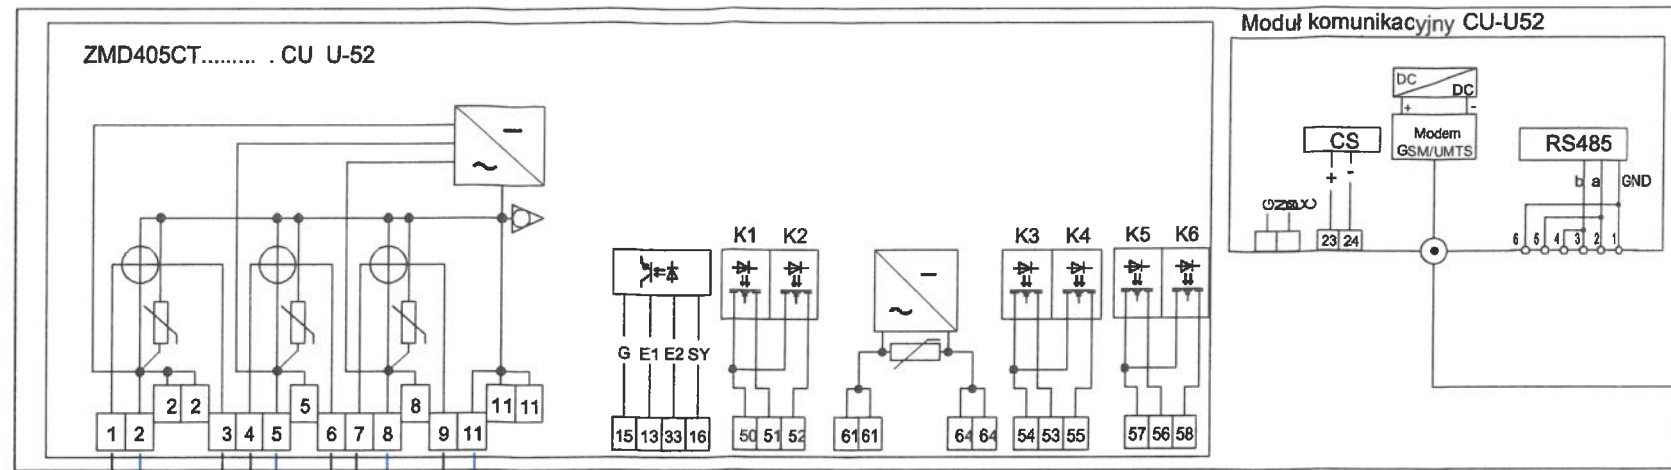 Moduł komunikacyjny CU-U52
ZMD405CT......... . CU U-52
DC
DC
+ -
Modem
GSM/UMTS
CS
+ -
RS485
b a GND
23 24
6 5 4 3 2 1
K1 K2
K3 K4
K5 K6
G E1 E2 SY
2 2
5
8
11 11
1 2 3 4 5 6 7 8 9 11
15 13 33 16
50 51 52
61 61
64 64
54 53 55
57 56 58